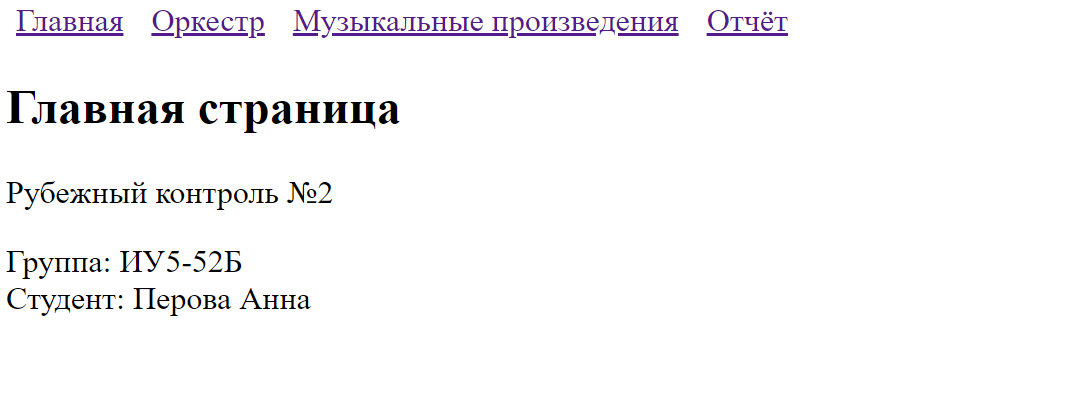 Главная Оркестр Музыкальные произведения Отчёт
Главная страница
Рубежный контроль №2
Группа: ИУ5-52Б
Студент: Перова Анна